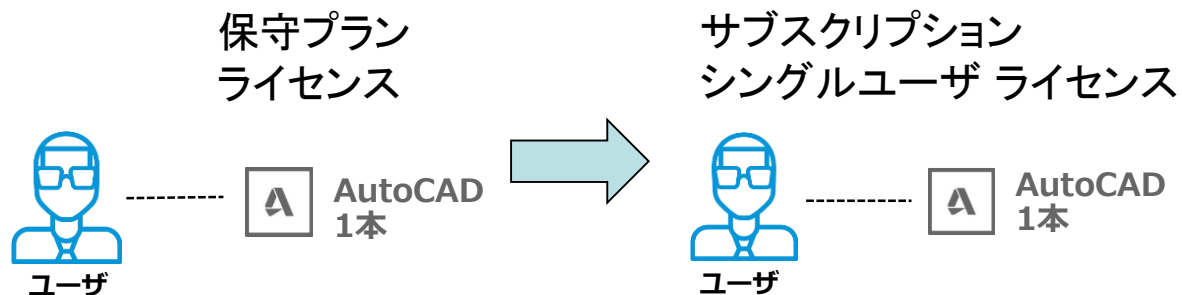 保守プラン
ライセンス
AutoCAD
1本
ユーザ
サブスクリプション
シングルユーザ ライセンス
AutoCAD
1本
ユーザ